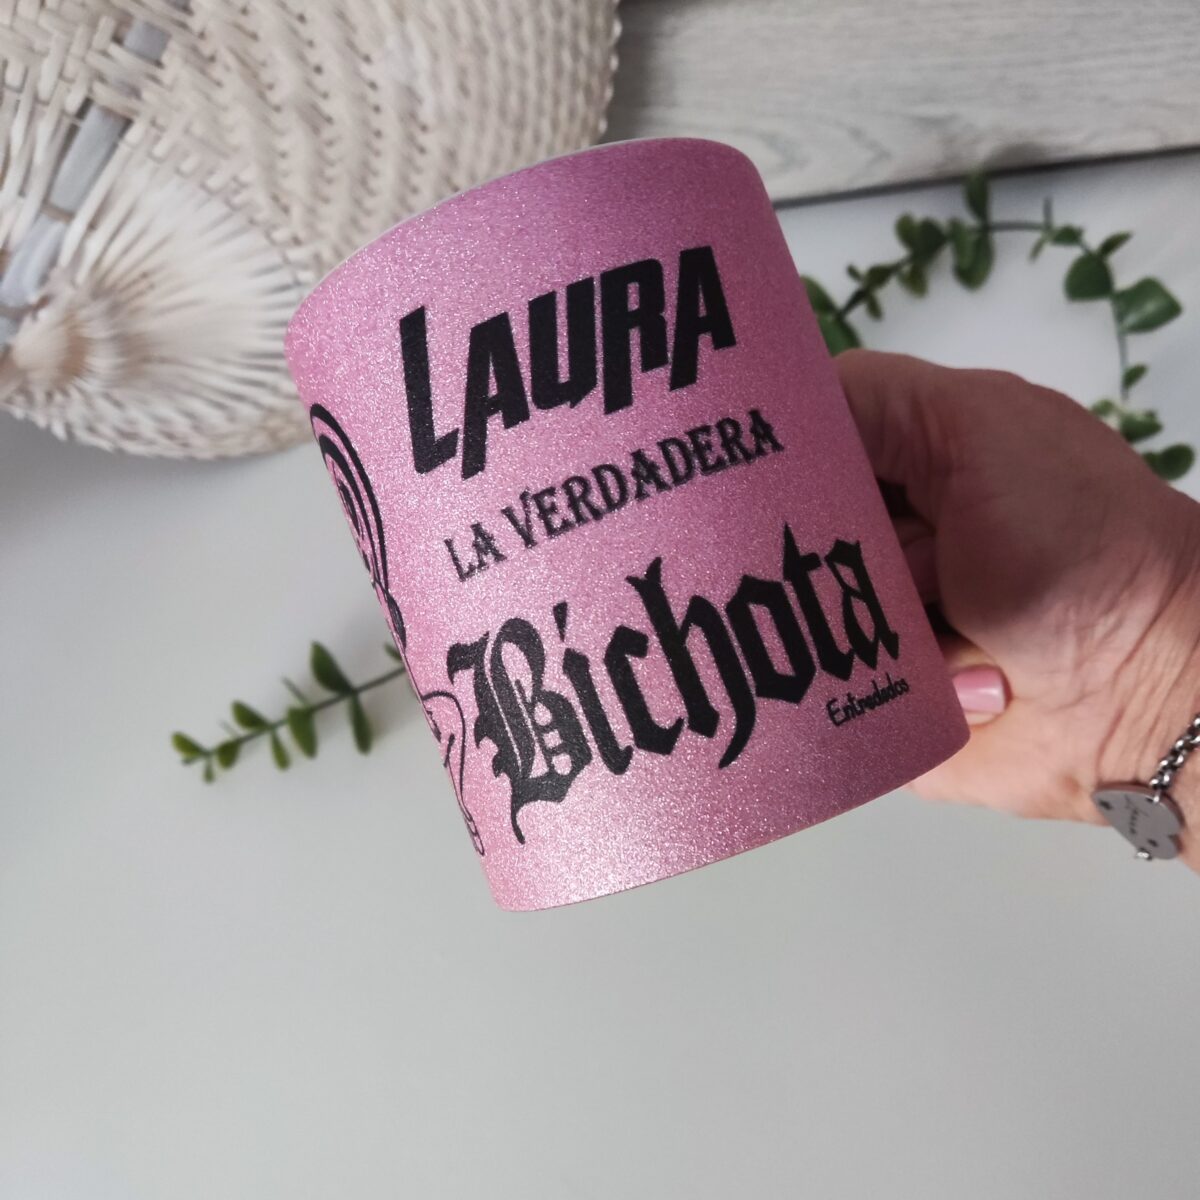 LAURA
LA VERDADERA
Bichota
Entredados